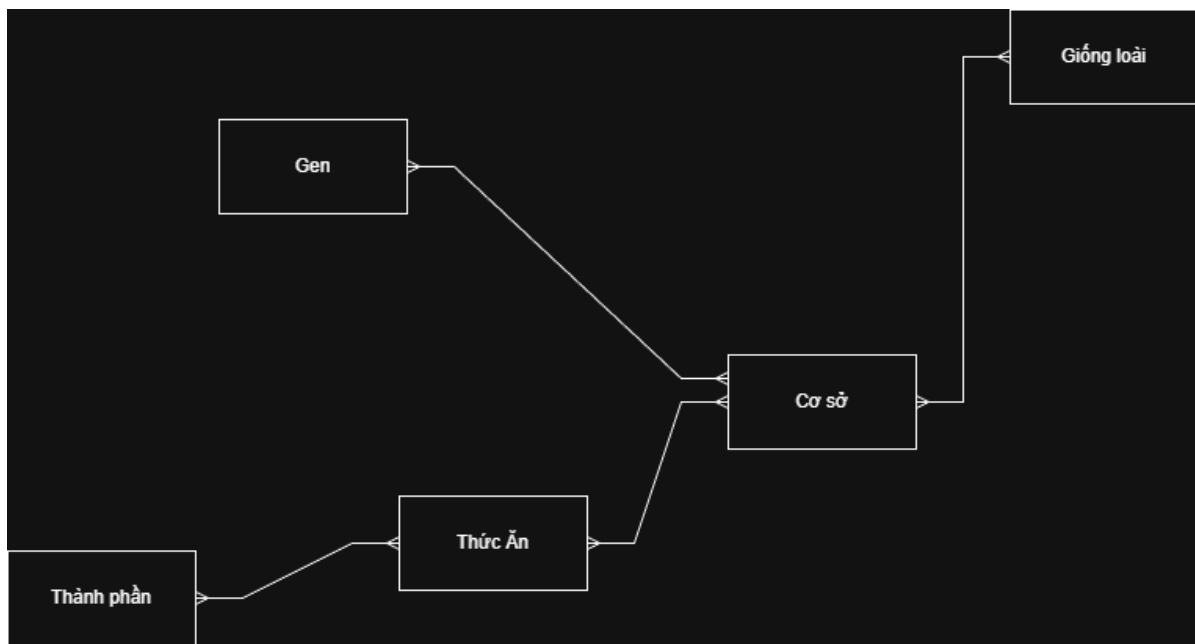 Giống loài
Gen
Cơ sở
Thức Ăn
Thành phần